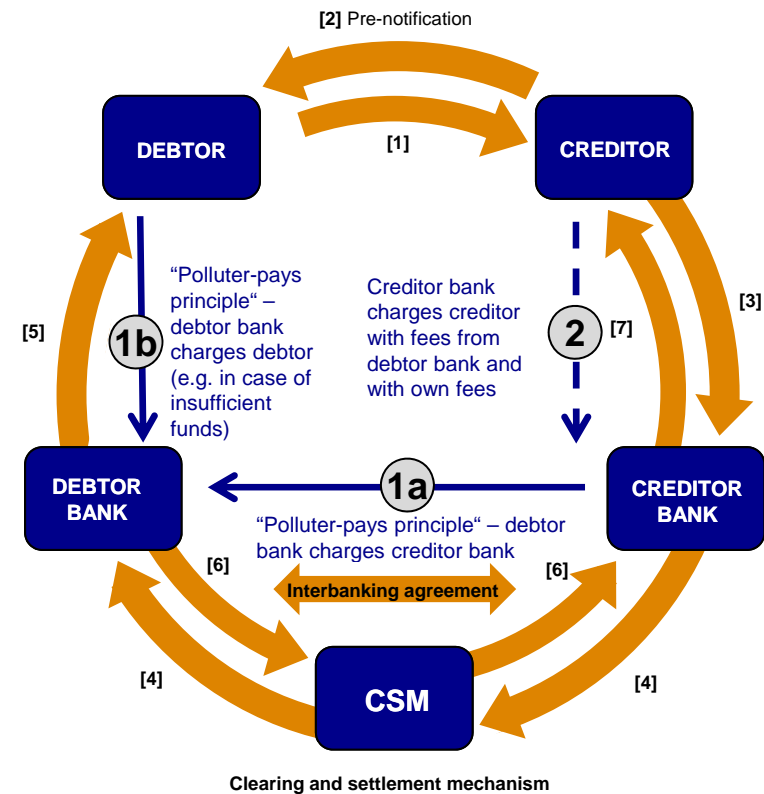 [2] Pre-notification
DEBTOR
[1]
CREDITOR
“Polluter-pays
principle“ –
debtor bank
charges debtor
(e.g. in case of
insufficient
funds)
Creditor bank
charges creditor
with fees from
debtor bank and
with own fees
[5]
1b
2
[7]
[3]
DEBTOR
BANK
1a
CREDITOR
BANK
“Polluter-pays principle“ – debtor
bank charges creditor bank
[6]
Interbanking agreement
[6]
[4]
CSM
[4]
Clearing and settlement mechanism